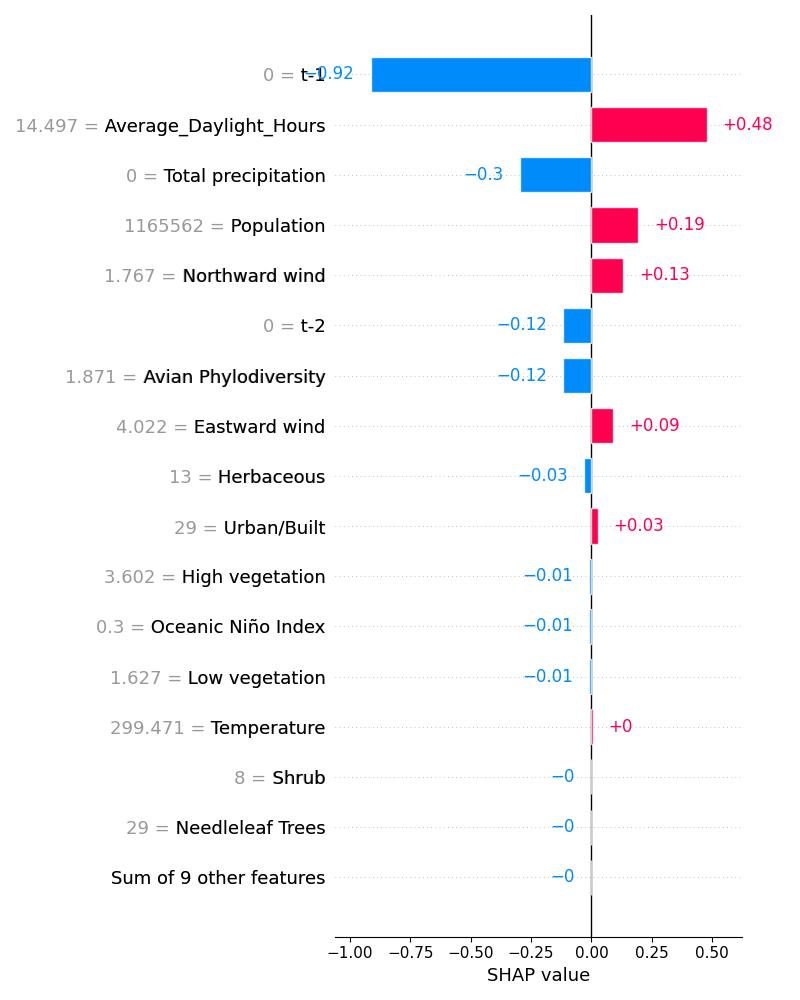 0 = t-1 −0.92
14.497 = Average_Daylight_Hours +0.48
0 = Total precipitation −0.3
1165562 = Population +0.19
1.767 = Northward wind +0.13
0 = t-2 −0.12
1.871 = Avian Phylodiversity −0.12
4.022 = Eastward wind +0.09
13 = Herbaceous −0.03
29 = Urban/Built +0.03
3.602 = High vegetation −0.01
0.3 = Oceanic Niño Index −0.01
1.627 = Low vegetation −0.01
299.471 = Temperature +0
8 = Shrub −0
29 = Needleleaf Trees −0
Sum of 9 other features −0
−1.00 −0.75 −0.50 −0.25 0.00 0.25 0.50
SHAP value